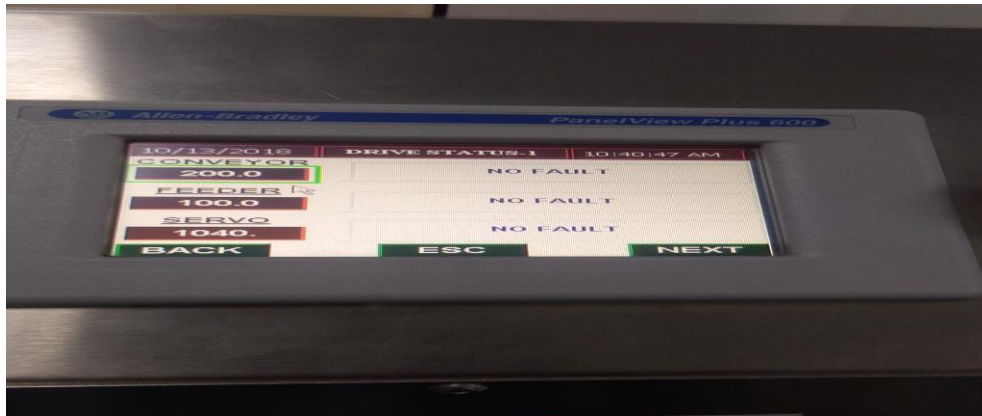 AB Allen-Bradley PanelView Plus 600
10/13/2018 DRIVE STATUS-1 10:40:47 AM
CONVEYOR
200.0 NO FAULT
FEEDER
100.0 NO FAULT
SERVO
1040. NO FAULT
BACK ESC NEXT